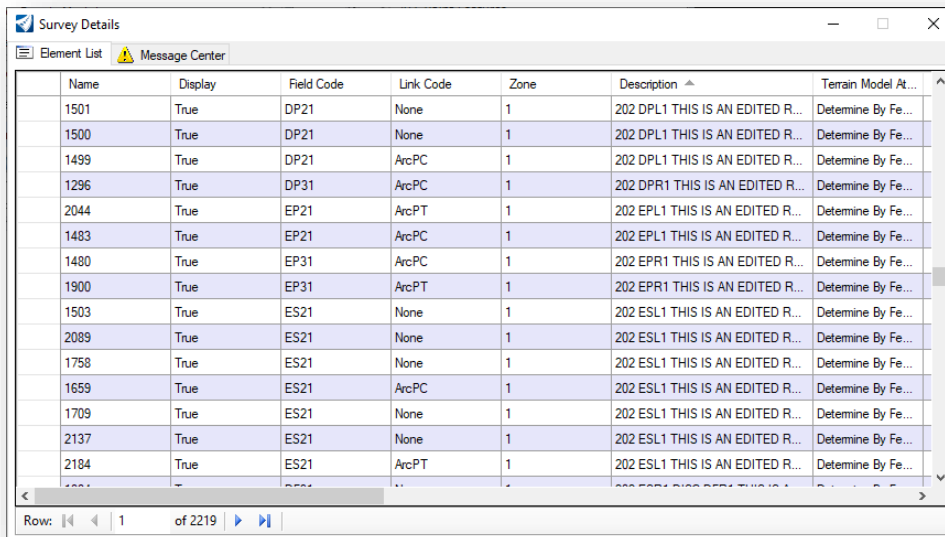 Survey Details
Element List Message Center
Name Display Field Code Link Code Zone Description Terrain Model At...
1501 True DP21 None 1 202 DPL1 THIS IS AN EDITED R... Determine By Fe...
1500 True DP21 None 1 202 DPL1 THIS IS AN EDITED R... Determine By Fe...
1499 True DP21 ArcPC 1 202 DPL1 THIS IS AN EDITED R... Determine By Fe...
1296 True DP31 ArcPC 1 202 DPR1 THIS IS AN EDITED R... Determine By Fe...
2044 True EP21 ArcPT 1 202 EPL1 THIS IS AN EDITED R... Determine By Fe...
1483 True EP21 ArcPC 1 202 EPL1 THIS IS AN EDITED R... Determine By Fe...
1480 True EP31 ArcPC 1 202 EPR1 THIS IS AN EDITED R... Determine By Fe...
1900 True EP31 ArcPT 1 202 EPR1 THIS IS AN EDITED R... Determine By Fe...
1503 True ES21 None 1 202 ESL1 THIS IS AN EDITED R... Determine By Fe...
2089 True ES21 None 1 202 ESL1 THIS IS AN EDITED R... Determine By Fe...
1758 True ES21 None 1 202 ESL1 THIS IS AN EDITED R... Determine By Fe...
1659 True ES21 ArcPC 1 202 ESL1 THIS IS AN EDITED R... Determine By Fe...
1709 True ES21 None 1 202 ESL1 THIS IS AN EDITED R... Determine By Fe...
2137 True ES21 None 1 202 ESL1 THIS IS AN EDITED R... Determine By Fe...
2184 True ES21 ArcPT 1 202 ESL1 THIS IS AN EDITED R... Determine By Fe...
Row: 1 of 2219